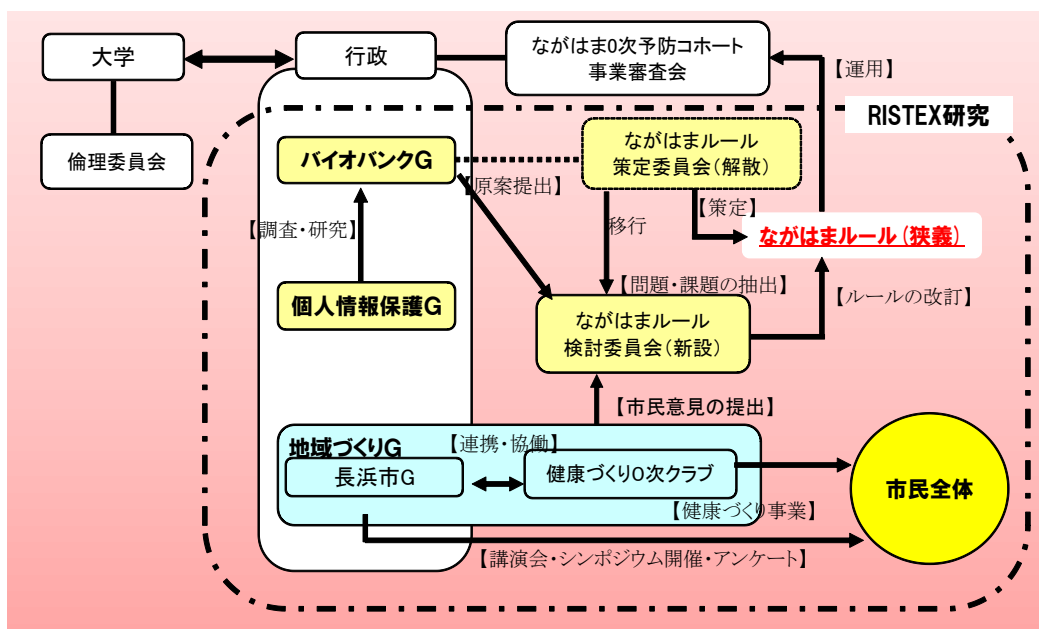 大学
行政
ながはま0次予防コホート
事業審査会
【運用】
RISTEX研究
倫理委員会
バイオバンクG
ながはまルール
策定委員会（解散）
【原案提出】
【策定】
【調査・研究】
移行
ながはまルール（狭義）
【問題・課題の抽出】
【ルールの改訂】
個人情報保護G
ながはまルール
検討委員会（新設）
【市民意見の提出】
地域づくりG
【連携・協働】
長浜市G
健康づくり0次クラブ
市民全体
【健康づくり事業】
【講演会・シンポジウム開催・アンケート】